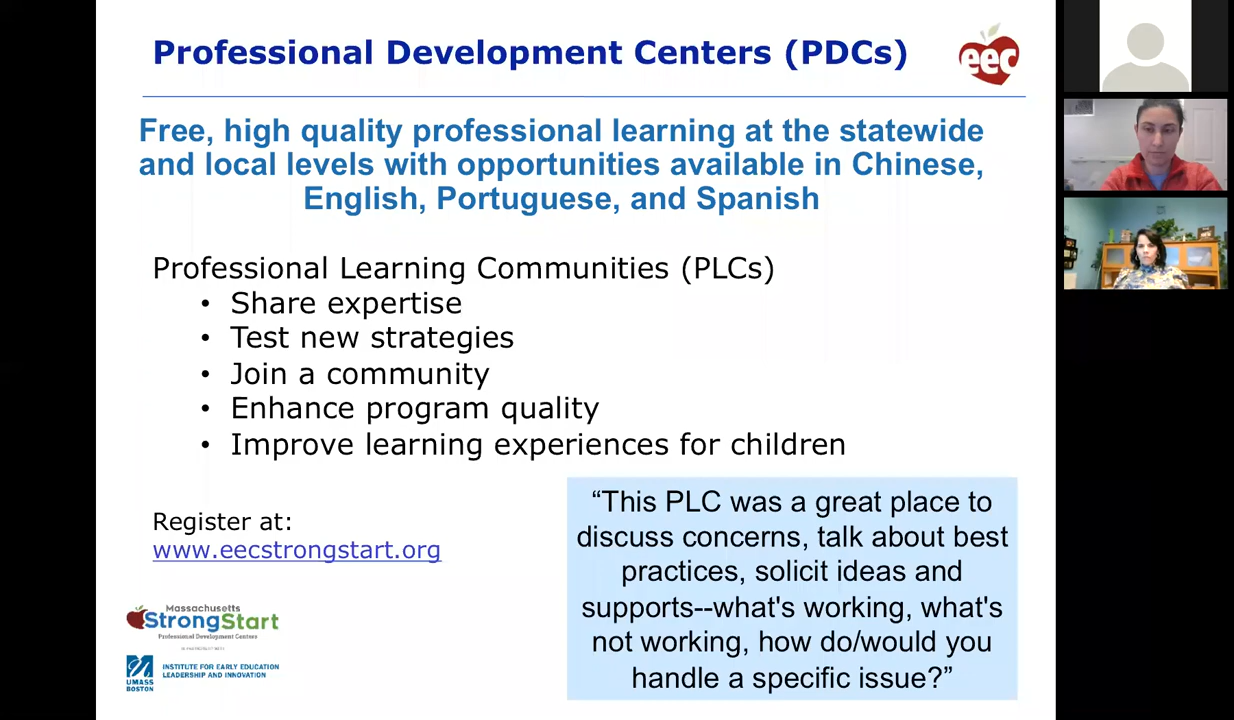 Professional Development Centers (PDCs)
eec
Free, high quality professional learning at the statewide
and local levels with opportunities available in Chinese,
English, Portuguese, and Spanish
Professional Learning Communities (PLCs)
• Share expertise
• Test new strategies
• Join a community
• Enhance program quality
• Improve learning experiences for children
Register at:
www.eecstrongstart.org
“This PLC was a great place to
discuss concerns, talk about best
practices, solicit ideas and
supports--what's working, what's
not working, how do/would you
handle a specific issue?”
Massachusetts
StrongStart
Professional Development Centers
UMASS
BOSTON
INSTITUTE FOR EARLY EDUCATION
LEADERSHIP AND INNOVATION